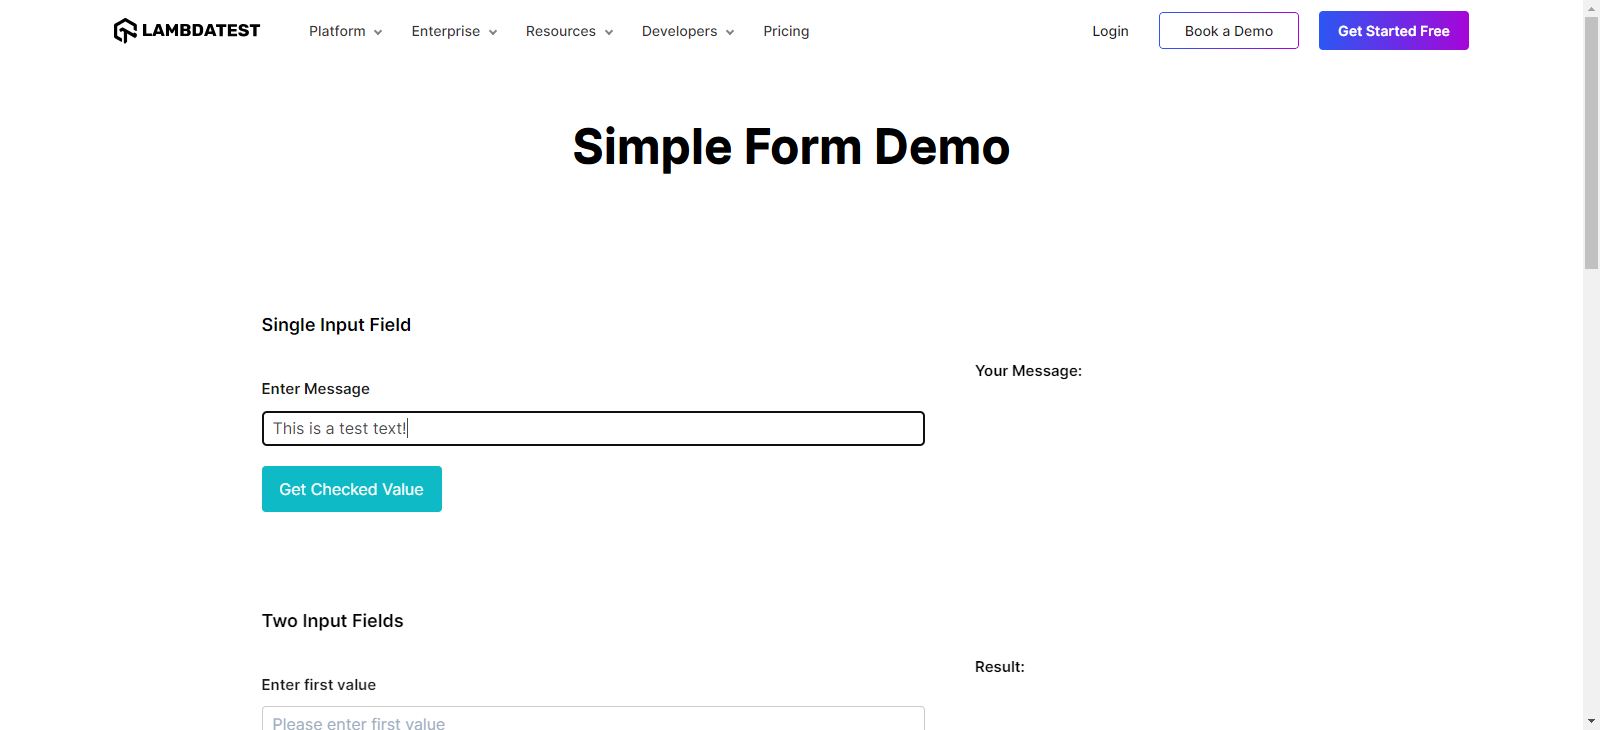 LAMBDATEST Platform Enterprise Resources Developers Pricing Login Book a Demo Get Started Free
Simple Form Demo
Single Input Field
Your Message:
Enter Message
This is a test text!
Get Checked Value
Two Input Fields
Result:
Enter first value
Please enter first value